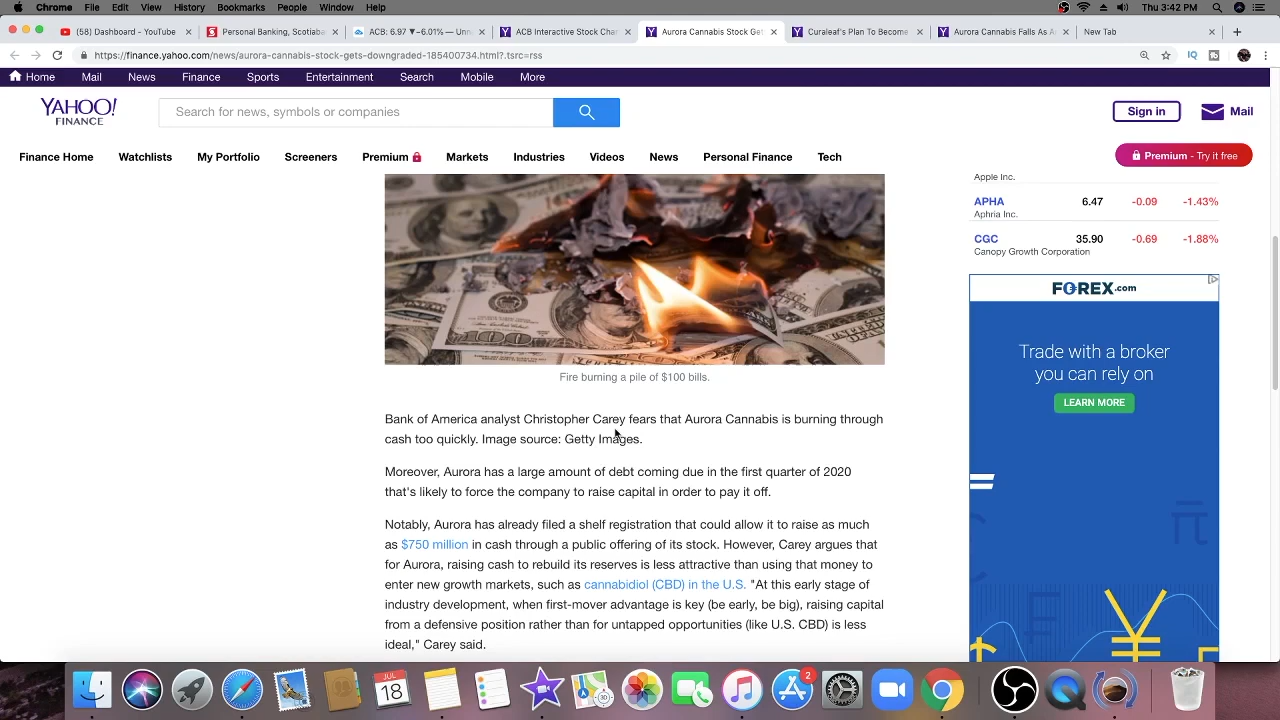 Chrome File Edit View History Bookmarks People Window Help
Thu 3:42 PM
(58) Dashboard - YouTube
Personal Banking, Scotiaba
ACB: 6.97 ▼-6.01% — Unn
ACB Interactive Stock Char
Aurora Cannabis Stock Get
Curaleaf's Plan To Become
Aurora Cannabis Falls As A
New Tab
https://finance.yahoo.com/news/aurora-cannabis-stock-gets-downgraded-185400734.html?.tsrc=rss
Home Mail News Finance Sports Entertainment Search Mobile More
YAHOO!
FINANCE
Search for news, symbols or companies
Sign in
Mail
Finance Home Watchlists My Portfolio Screeners Premium Markets Industries Videos News Personal Finance Tech
Premium - Try it free
Apple Inc.
APHA 6.47 -0.09 -1.43%
Aphria Inc.
CGC 35.90 -0.69 -1.88%
Canopy Growth Corporation
FOREX.com
Trade with a broker
you can rely on
LEARN MORE
Fire burning a pile of $100 bills.
Bank of America analyst Christopher Carey fears that Aurora Cannabis is burning through
cash too quickly. Image source: Getty Images.
Moreover, Aurora has a large amount of debt coming due in the first quarter of 2020
that's likely to force the company to raise capital in order to pay it off.
Notably, Aurora has already filed a shelf registration that could allow it to raise as much
as $750 million in cash through a public offering of its stock. However, Carey argues that
for Aurora, raising cash to rebuild its reserves is less attractive than using that money to
enter new growth markets, such as cannabidiol (CBD) in the U.S. "At this early stage of
industry development, when first-mover advantage is key (be early, be big), raising capital
from a defensive position rather than for untapped opportunities (like U.S. CBD) is less
ideal," Carey said.
JUL
18
3D
2